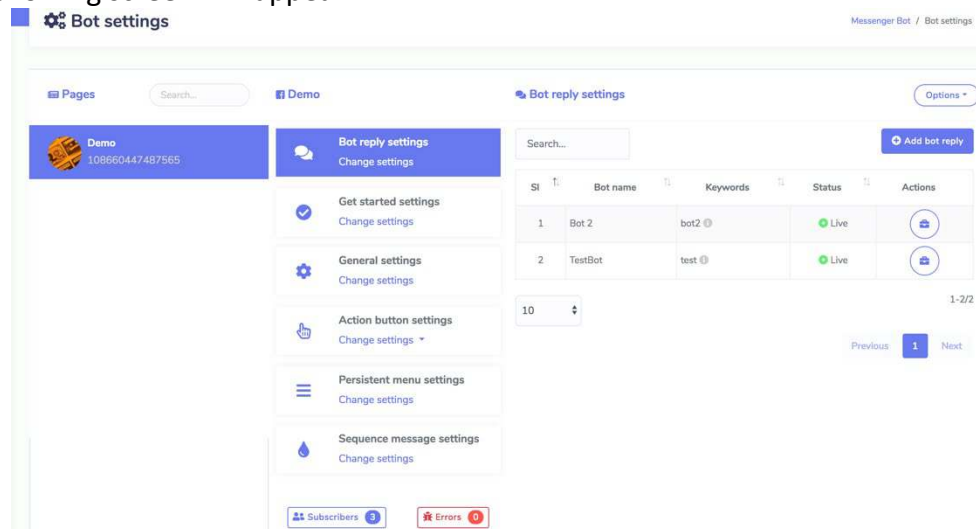 Bot settings
Messenger Bot / Bot settings
Pages
Search...
Demo
108660447487565
Demo
Bot reply settings
Change settings
Get started settings
Change settings
General settings
Change settings
Action button settings
Change settings
Persistent menu settings
Change settings
Sequence message settings
Change settings
Subscribers 3
Errors 0
Bot reply settings
Options
Search...
Add bot reply
Sl Bot name Keywords Status Actions
1 Bot 2 bot2 Live
2 TestBot test Live
10
1-2/2
Previous 1 Next